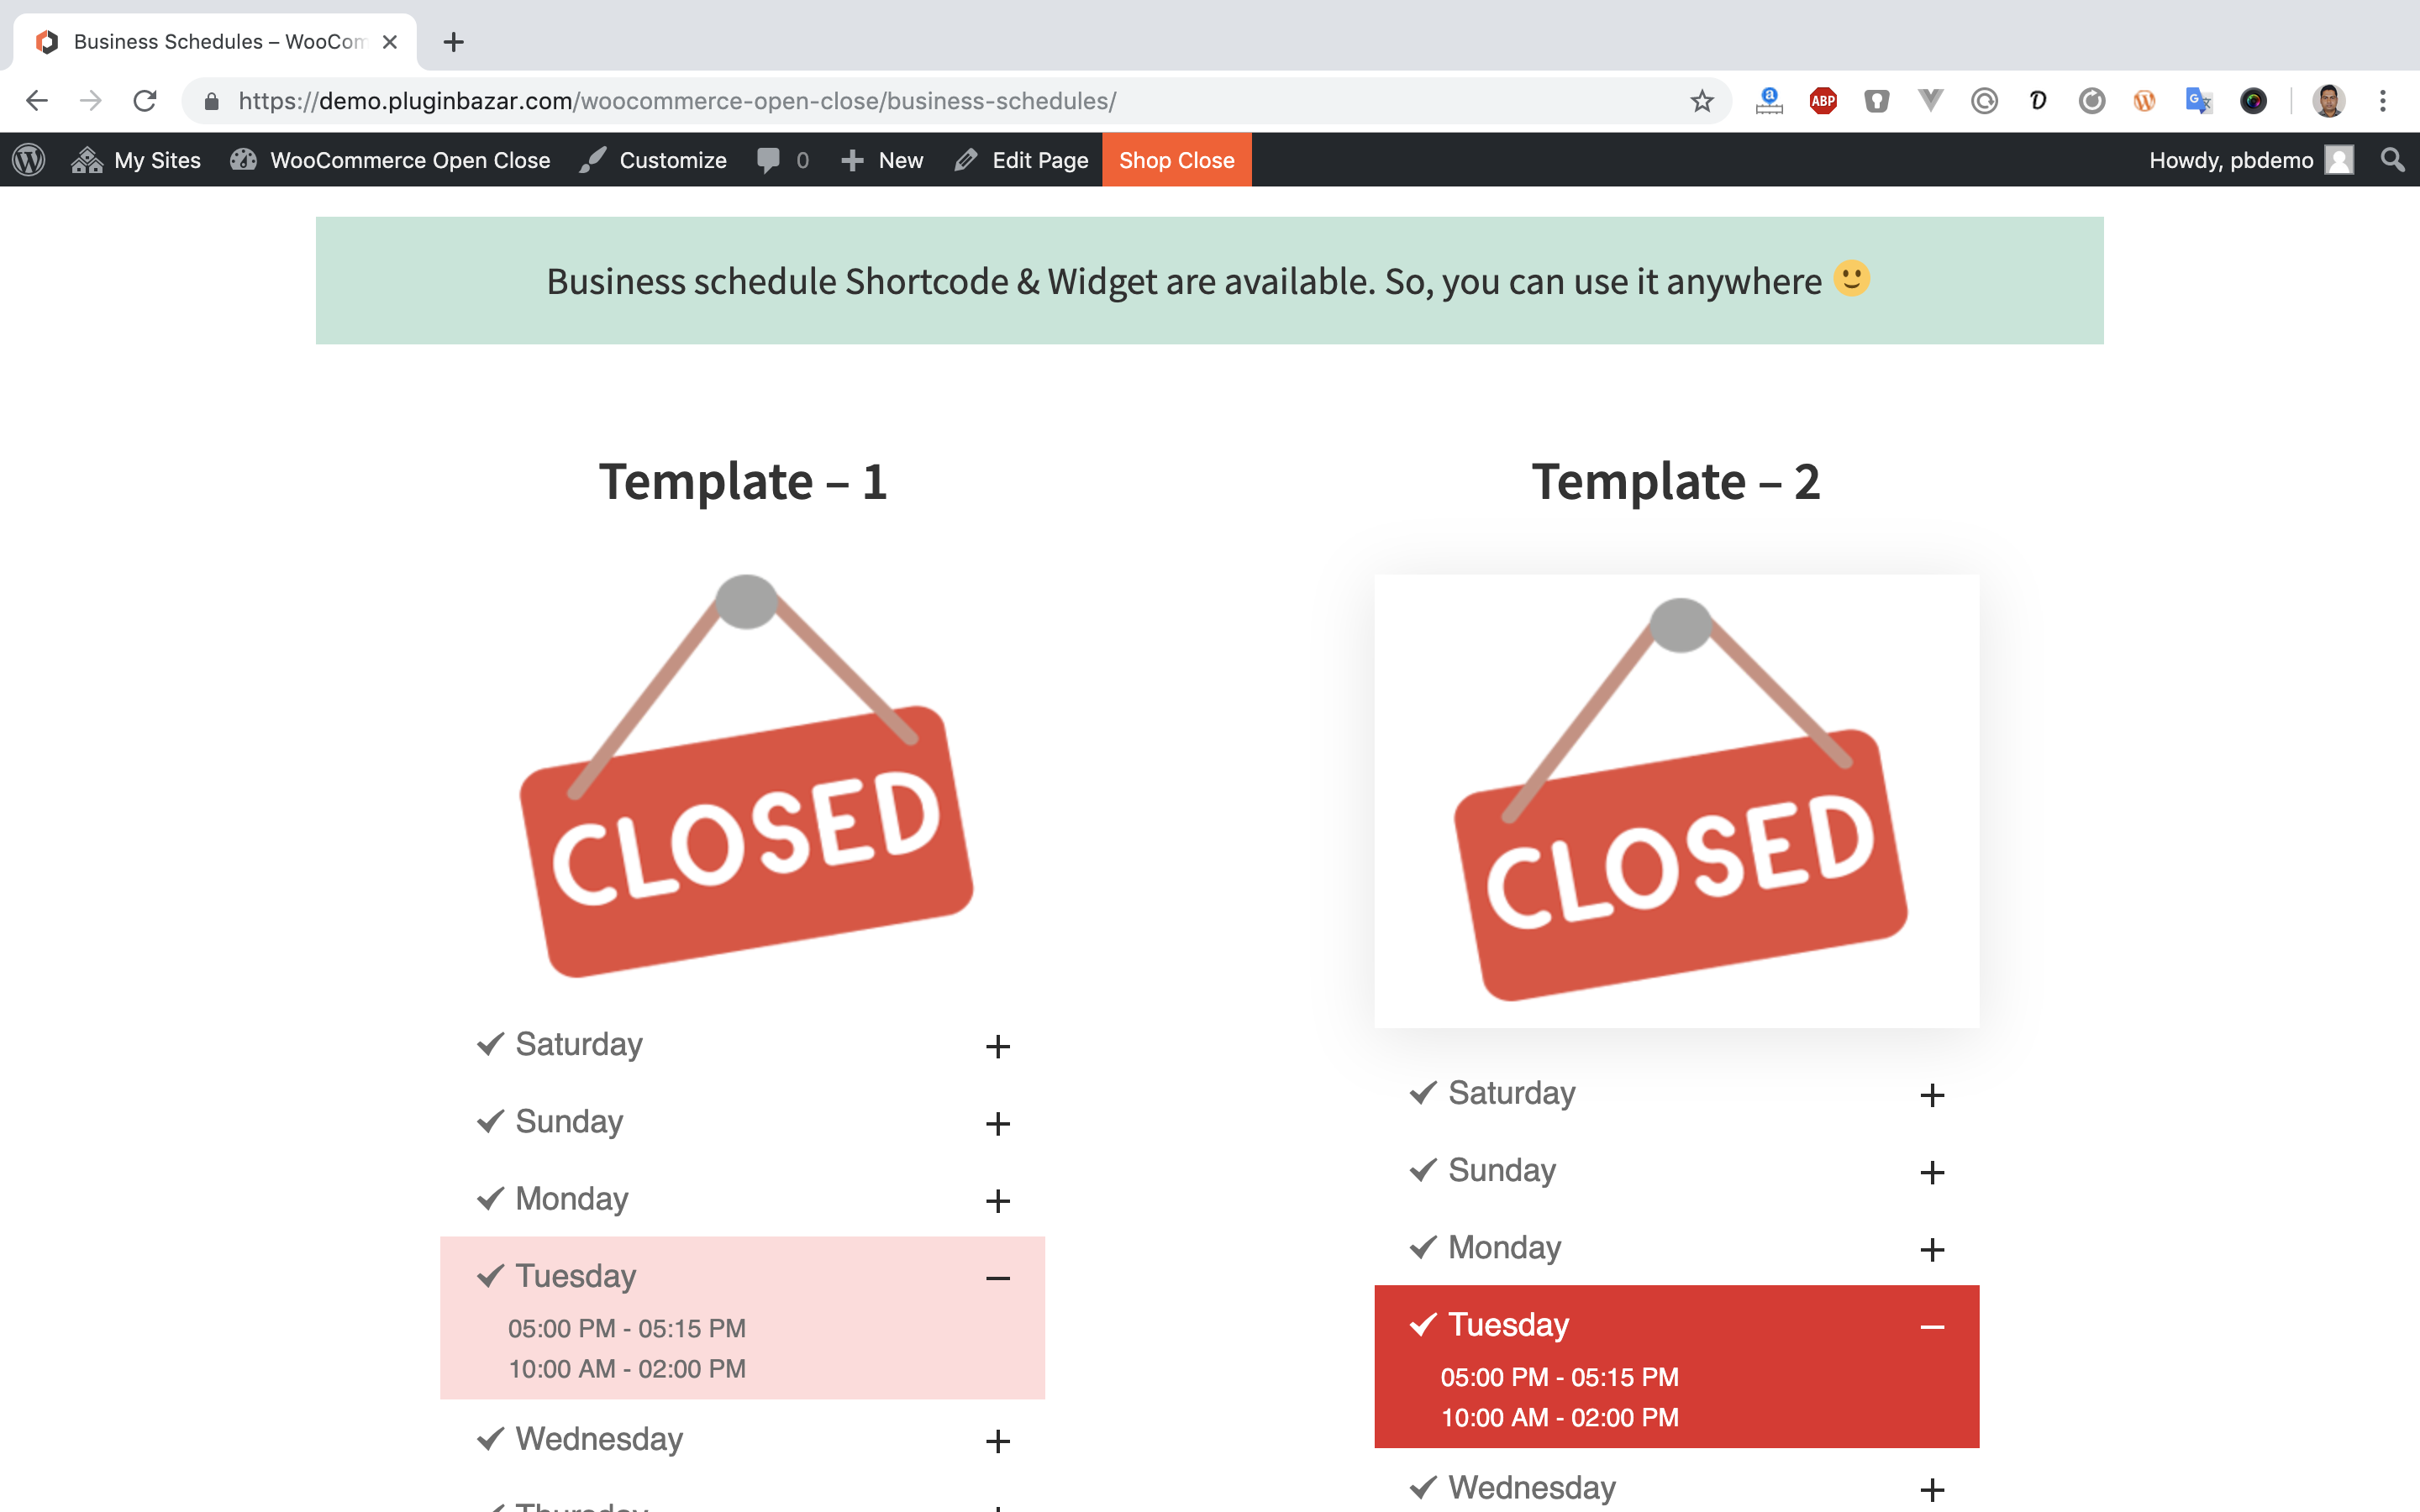 Business Schedules – WooCom
https://demo.pluginbazar.com/woocommerce-open-close/business-schedules/
ABP
My Sites
WooCommerce Open Close
Customize
0
New
Edit Page
Shop Close
Howdy, pbdemo
Business schedule Shortcode & Widget are available. So, you can use it anywhere 🙂
Template – 1
CLOSED
Saturday
Sunday
Monday
Tuesday
05:00 PM - 05:15 PM
10:00 AM - 02:00 PM
Wednesday
Thursday
Template – 2
CLOSED
Saturday
Sunday
Monday
Tuesday
05:00 PM - 05:15 PM
10:00 AM - 02:00 PM
Wednesday